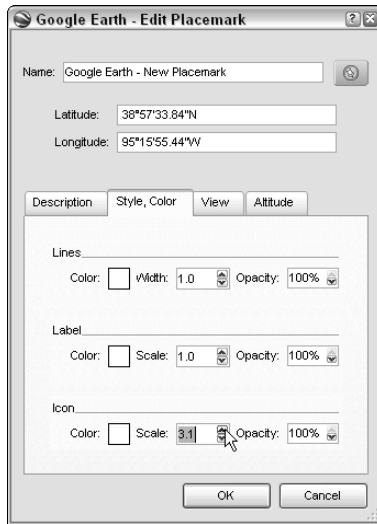 Google Earth - Edit Placemark
Name: Google Earth - New Placemark
Latitude: 38°57'33.84"N
Longitude: 95°15'55.44"W
Description Style, Color View Altitude
Lines
Color: Width: 1.0 Opacity: 100%
Label
Color: Scale: 1.0 Opacity: 100%
Icon
Color: Scale: 3.1 Opacity: 100%
OK Cancel